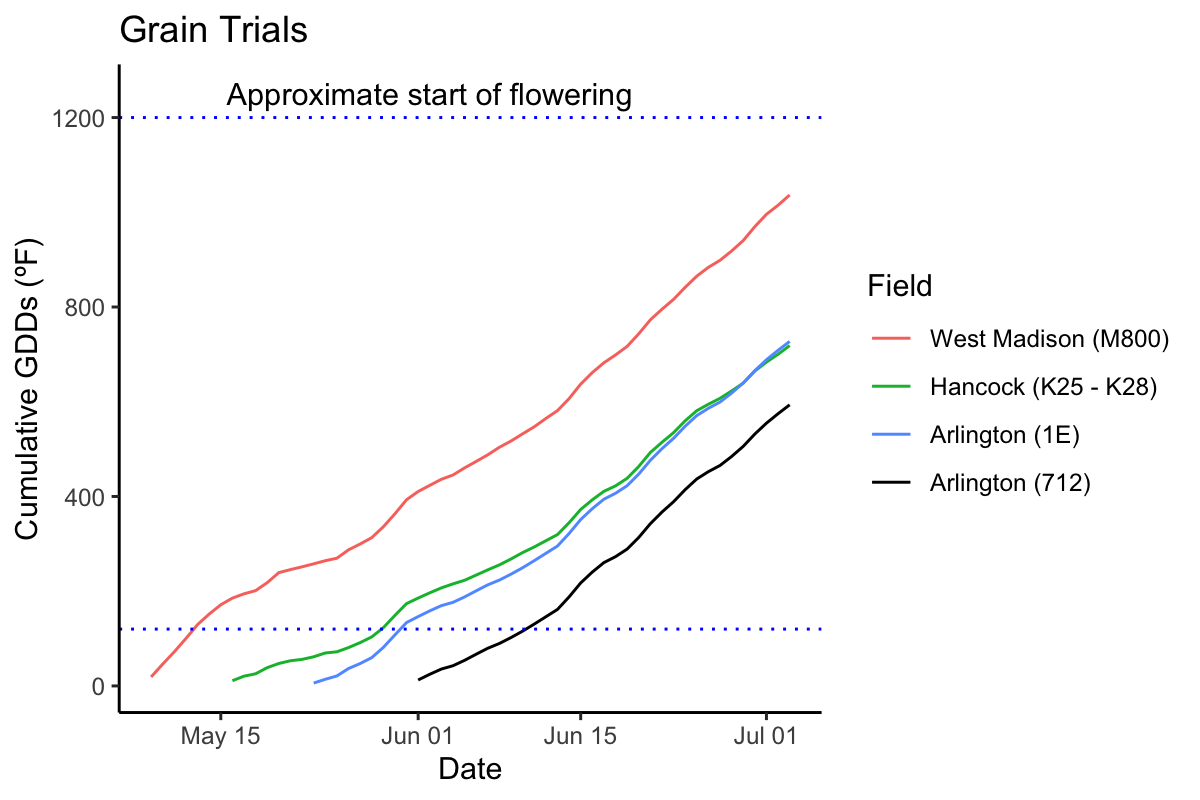 Grain Trials
Approximate start of flowering
1200
800
400
0
Cumulative GDDs (ºF)
May 15
Jun 01
Jun 15
Jul 01
Date
Field
West Madison (M800)
Hancock (K25 - K28)
Arlington (1E)
Arlington (712)